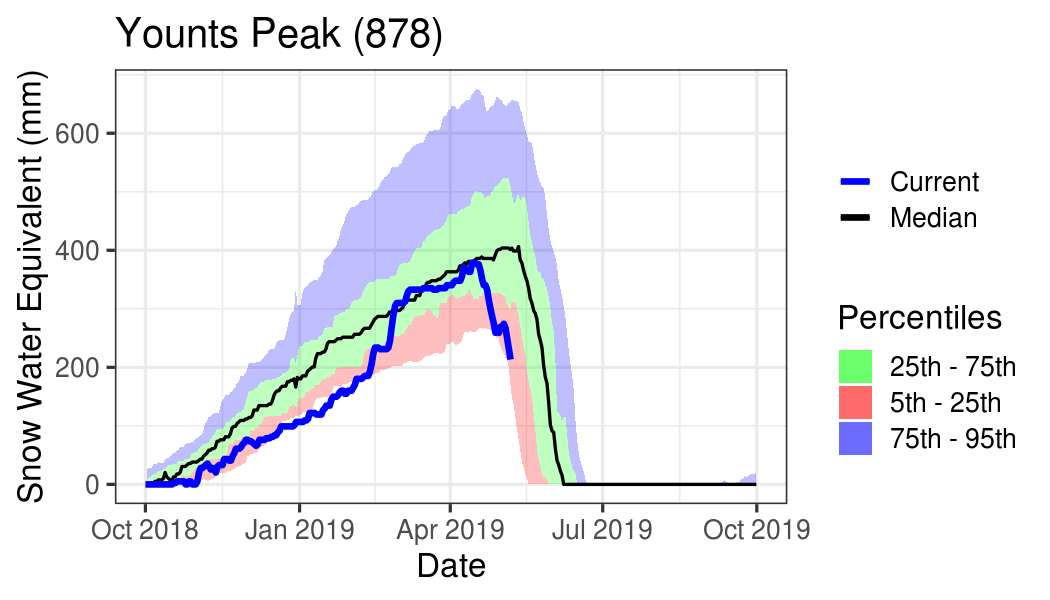 Younts Peak (878)
Snow Water Equivalent (mm)
600
400
200
0
Oct 2018
Jan 2019
Apr 2019
Jul 2019
Oct 2019
Date
Current
Median
Percentiles
25th - 75th
5th - 25th
75th - 95th